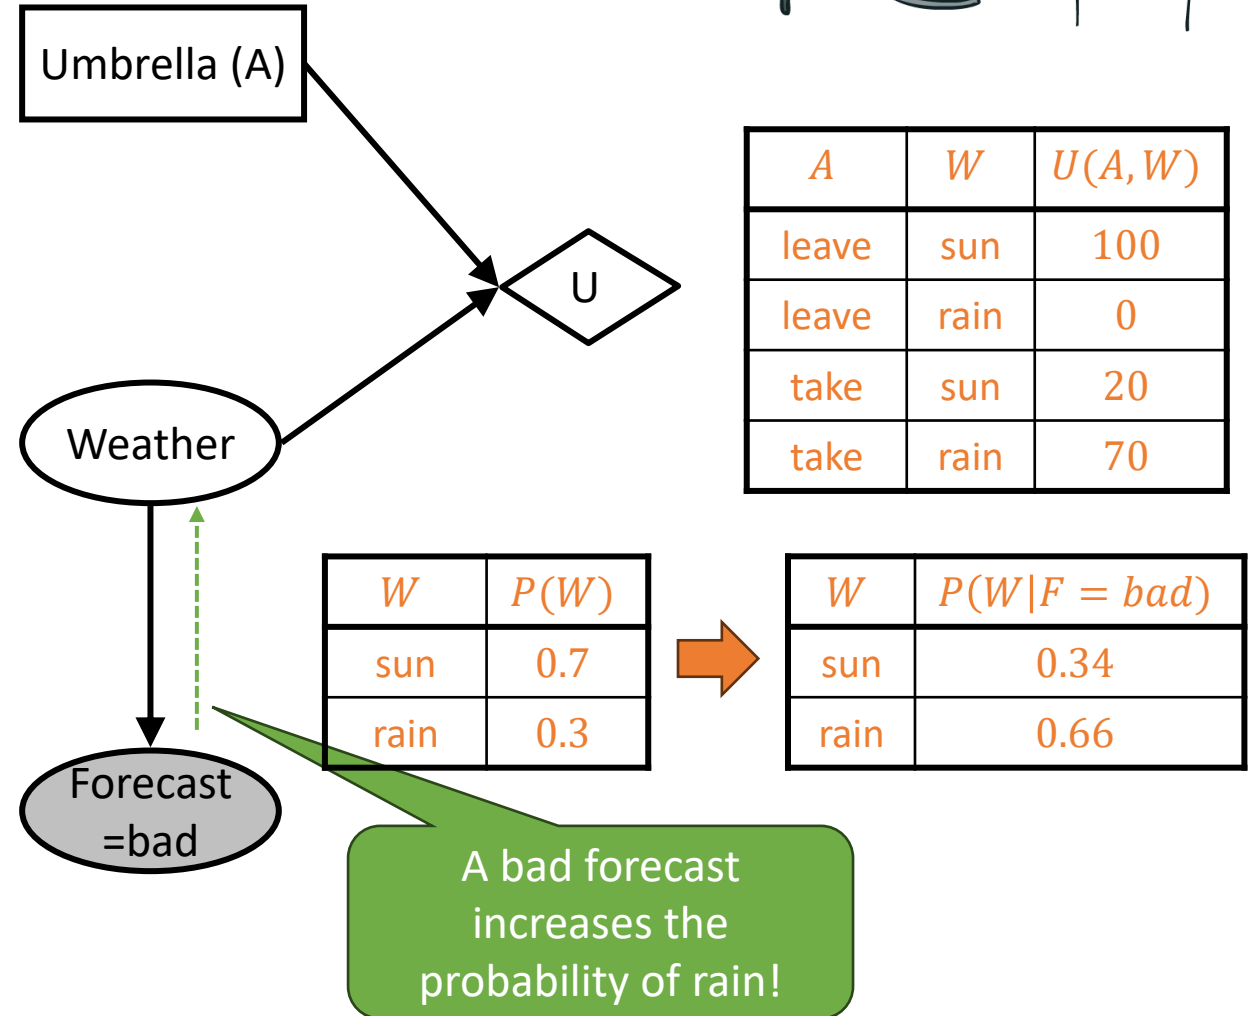 Umbrella (A)
U
A W U(A,W)
leave sun 100
leave rain 0
take sun 20
take rain 70
Weather
W P(W)
sun 0.7
rain 0.3
W P(W|F = bad)
sun 0.34
rain 0.66
Forecast
=bad
A bad forecast
increases the
probability of rain!